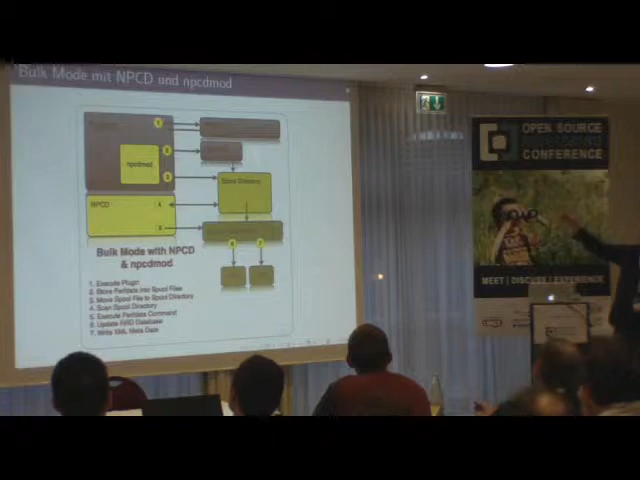 Bulk Mode mit NPCD und npcdmod
npcdmod
Spool Directory
NPCD
Bulk Mode with NPCD
& npcdmod
1. Execute Plugin
2. Store Perfdata into Spool Files
3. Move Spool File to Spool Directory
4. Scan Spool Directory
5. Execute Perfdata Command
6. Update RRD Database
7. Write XML Meta Data
OPEN SOURCE
CONFERENCE
MEET | DISCUSS | EXPERIENCE